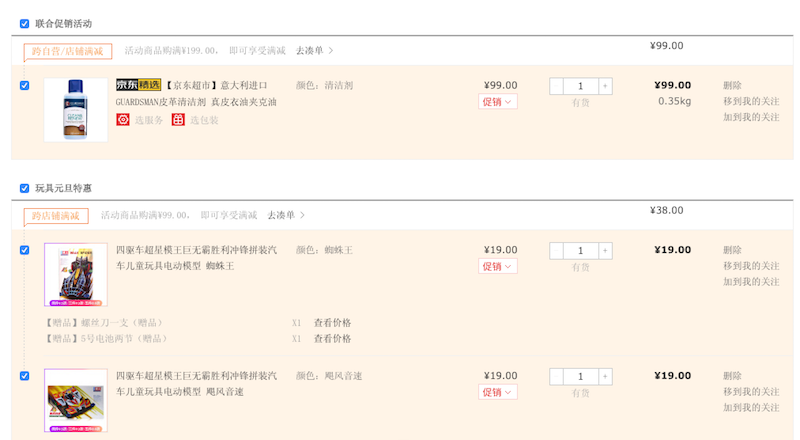 联合促销活动
跨自营/店铺满减 活动商品购满¥199.00， 即可享受满减 去凑单 > ¥99.00
京东精选 【京东超市】意大利进口 颜色：清洁剂 ¥99.00 1 + ¥99.00 删除
GUARDSMAN皮革清洁剂 真皮衣油夹克油 促销 有货 0.35kg 移到我的关注
选服务 选包装 加到我的关注
玩具元旦特惠
跨店铺满减 活动商品购满¥99.00， 即可享受满减 去凑单 > ¥38.00
四驱车超星模王巨无霸胜利冲锋拼装汽 颜色：蜘蛛王 ¥19.00 1 + ¥19.00 删除
车儿童玩具电动模型 蜘蛛王 促销 有货 移到我的关注
加到我的关注
【赠品】螺丝刀一支（赠品） X1 查看价格
【赠品】5号电池两节（赠品） X1 查看价格
四驱车超星模王巨无霸胜利冲锋拼装汽 颜色：飓风音速 ¥19.00 1 + ¥19.00 删除
车儿童玩具电动模型 飓风音速 促销 有货 移到我的关注
加到我的关注